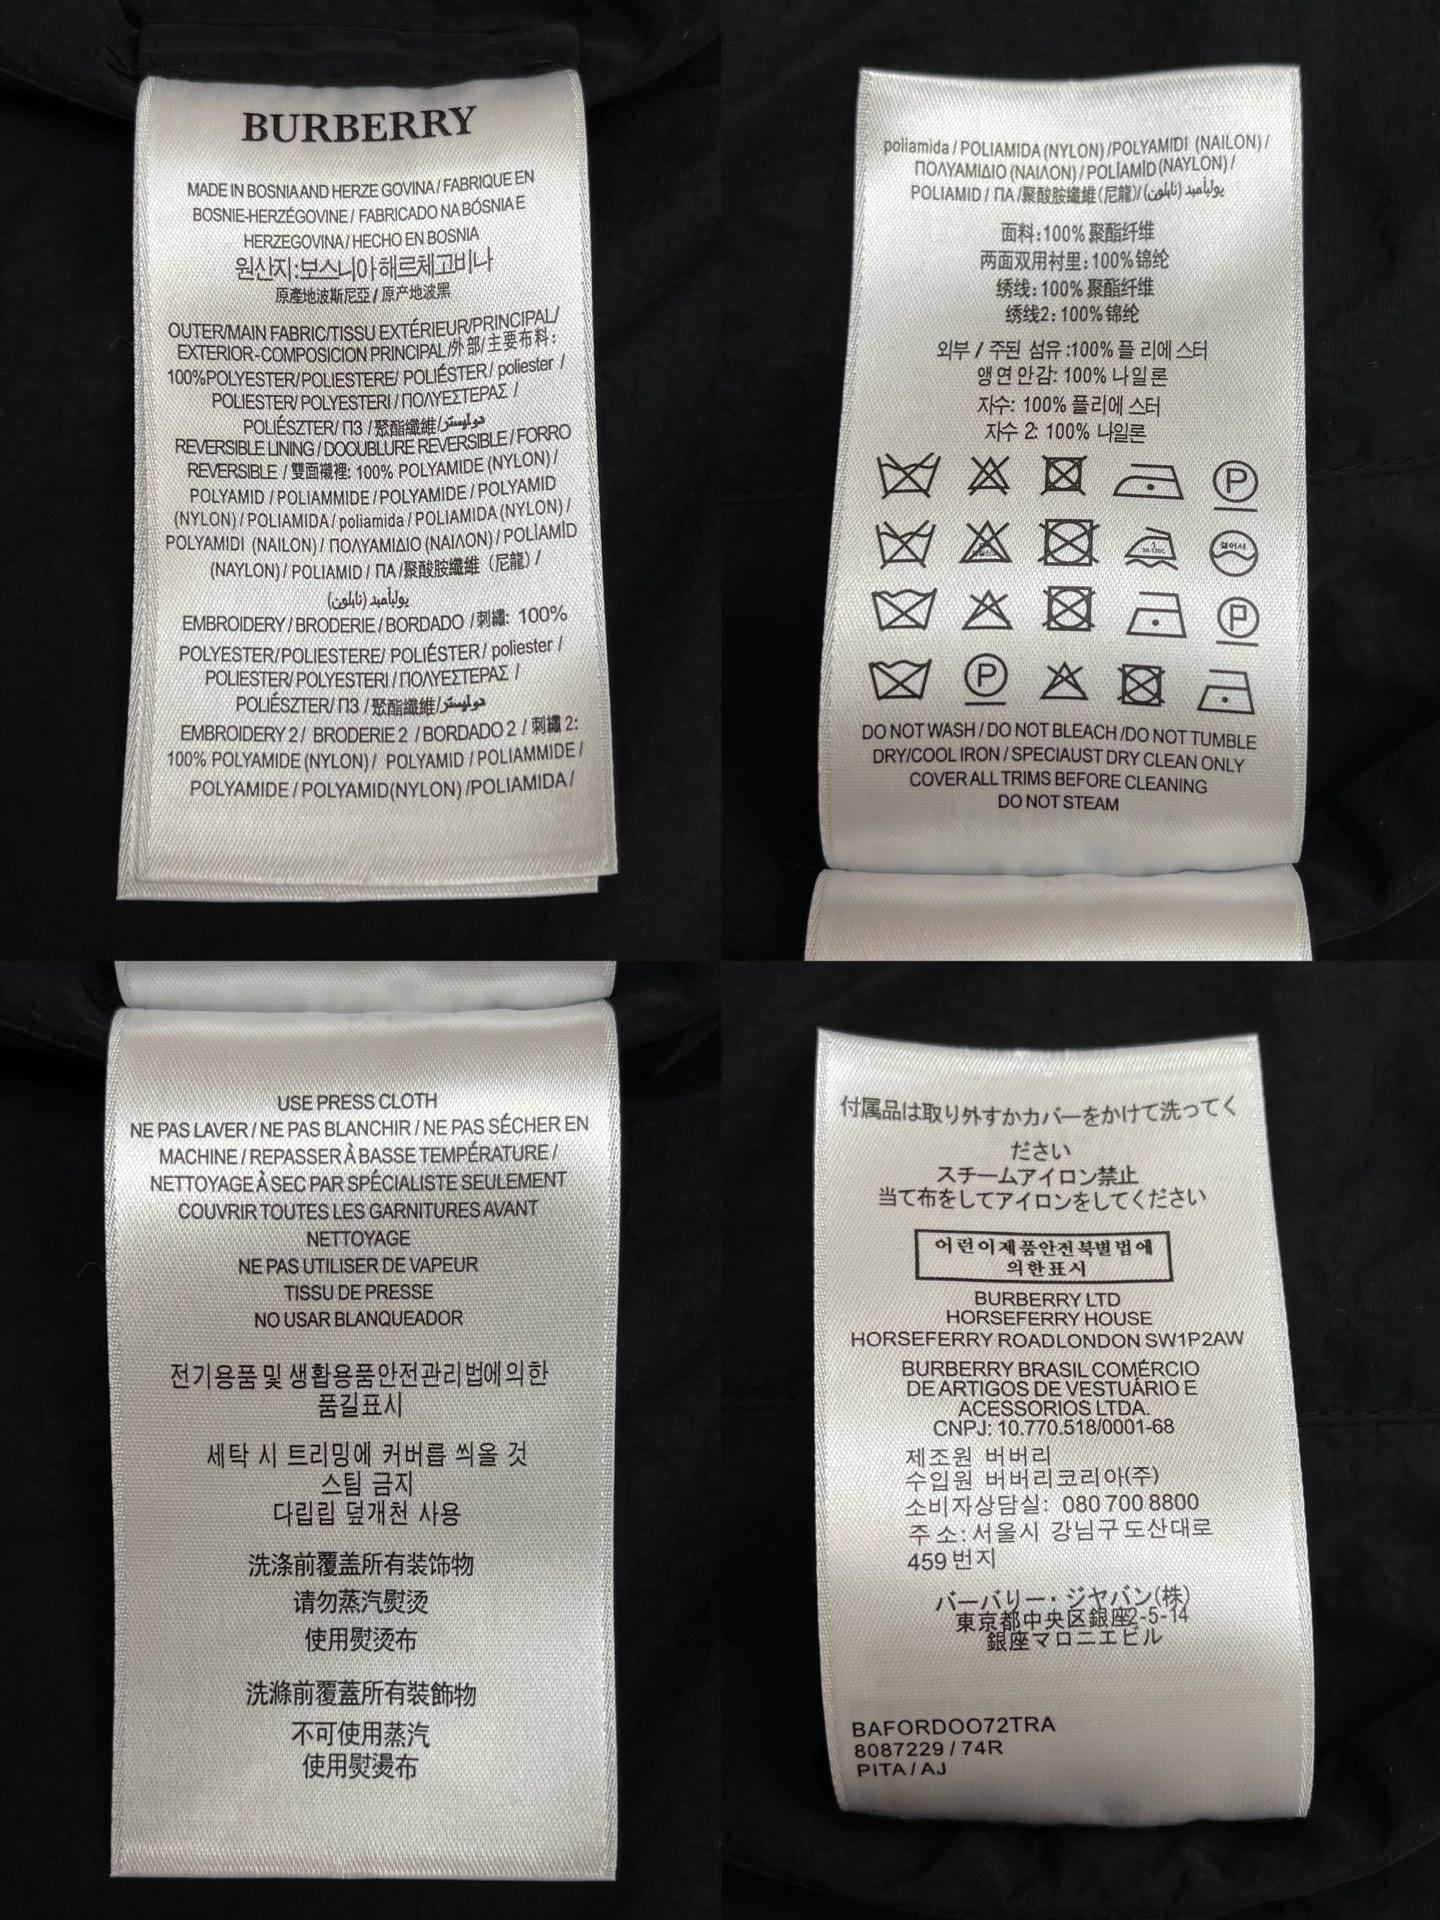 BURBERRY
MADE IN BOSNIA AND HERZE GOVINA / FABRIQUE EN
BOSNIE-HERZÉGOVINE / FABRICADO NA BÓSNIA E
HERZEGOVINA / HECHO EN BOSNIA
원산지:보스니아 헤르체고비나
原產地波斯尼亞 / 原产地波黑
OUTER/MAIN FABRIC/TISSU EXTÉRIEUR/PRINCIPAL/
EXTERIOR-COMPOSICION PRINCIPAL/外部/主要布料:
100%POLYESTER/POLIESTERE/ POLIÉSTER/ poliester /
POLIESTER/ POLYESTERI / ΠΟΛΥΕΣΤΕΡΑΣ /
POLIÉSZTER/ ПЗ /聚酯纖維/
REVERSIBLE LINING / DOOUBLURE REVERSIBLE / FORRO
REVERSIBLE / 雙面襯裡: 100% POLYAMIDE (NYLON) /
POLYAMID / POLIAMMIDE / POLYAMIDE / POLYAMID
(NYLON) / POLIAMIDA / poliamida / POLIAMIDA (NYLON) /
POLYAMIDI (NAILON) / ΠΟΛΥΑΜΙΔΙΟ (ΝΑΙΛΟΝ) / POLİAMİD
(NAYLON) / POLIAMID / ПА /聚酸胺纖維 (尼龍) /
يوليأميد (نايلون)
EMBROIDERY / BRODERIE / BORDADO / 刺繡: 100%
POLYESTER/POLIESTERE/ POLIÉSTER/ poliester /
POLIESTER/ POLYESTERI / ΠΟΛΥΕΣΤΕΡΑΣ /
POLIÉSZTER/ ПЗ / 聚酯纖維/
EMBROIDERY 2 / BRODERIE 2 / BORDADO 2 / 刺繡 2:
100% POLYAMIDE (NYLON) / POLYAMID / POLIAMMIDE /
POLYAMIDE / POLYAMID(NYLON) /POLIAMIDA /
poliamida / POLIAMIDA (NYLON) /POLYAMIDI (NAILON) /
ΠΟΛΥΑΜΙΔΙΟ (ΝΑΙΛΟΝ) / POLİAMİD (NAYLON) /
POLIAMID / ПА /聚酸胺纖維 (尼龍)/ يوليأميد (نايلون)
面料:100% 聚酯纤维
两面双用衬里:100%锦纶
绣线:100% 聚酯纤维
绣线2:100%锦纶
외부 / 주된 섬유 :100% 플 리에 스터
앵 연 안감: 100% 나일 론
자수: 100% 플리에 스터
자수 2: 100% 나일론
P
1
30-120C
걸어서
P
P
DO NOT WASH / DO NOT BLEACH /DO NOT TUMBLE
DRY/COOL IRON / SPECIAUST DRY CLEAN ONLY
COVER ALL TRIMS BEFORE CLEANING
DO NOT STEAM
USE PRESS CLOTH
NE PAS LAVER / NE PAS BLANCHIR / NE PAS SÉCHER EN
MACHINE / REPASSER À BASSE TEMPÉRATURE /
NETTOYAGE À SEC PAR SPÉCIALISTE SEULEMENT
COUVRIR TOUTES LES GARNITURES AVANT
NETTOYAGE
NE PAS UTILISER DE VAPEUR
TISSU DE PRESSE
NO USAR BLANQUEADOR
전기용품 및 생활용품안전관리법에의한
품길표시
세탁 시 트리밍에 커버릅 씌올 것
스팀 금지
다립립 덮개천 사용
洗涤前覆盖所有装饰物
请勿蒸汽熨烫
使用熨烫布
洗滌前覆蓋所有裝飾物
不可使用蒸汽
使用熨燙布
付属品は取り外すかカバーをかけて洗ってく
ださい
スチームアイロン禁止
当て布をしてアイロンをしてください
어런이제품안전북별법에
의한표시
BURBERRY LTD
HORSEFERRY HOUSE
HORSEFERRY ROADLONDON SW1P2AW
BURBERRY BRASIL COMÉRCIO
DE ARTIGOS DE VESTUÁRIO E
ACESSORIOS LTDA.
CNPJ: 10.770.518/0001-68
제조원 버버리
수입원 버버리코리아(주)
소비자상담실: 080 700 8800
주 소: 서울시 강님구 도산대로
459 번지
バーバリー・ジヤバン(株)
東京都中央区銀座2-5-14
銀座マロニエビル
BAFORDOO72TRA
8087229 / 74R
PITA / AJ